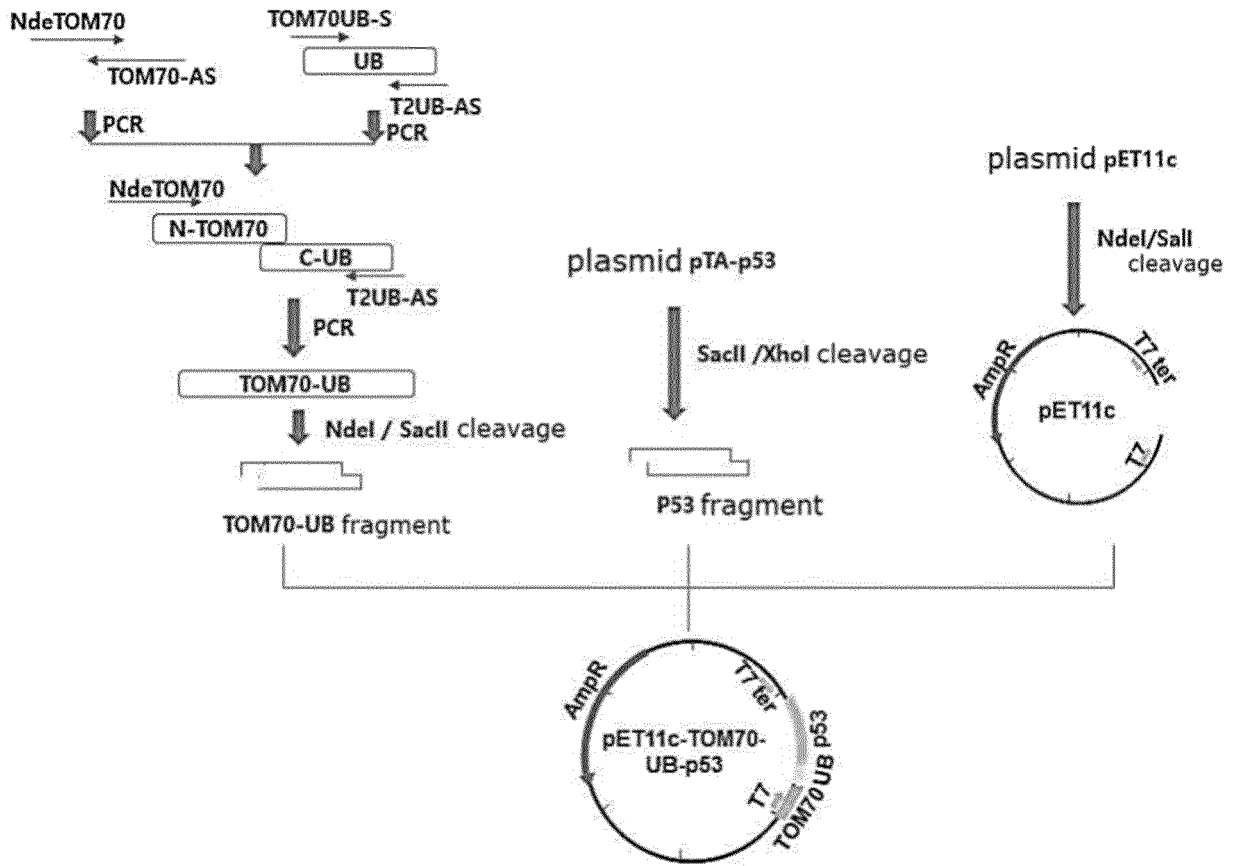 NdeTOM70
TOM70-AS
PCR
TOM70UB-S
UB
T2UB-AS
PCR
NdeTOM70
N-TOM70
C-UB
T2UB-AS
PCR
TOM70-UB
NdeI / SacII cleavage
TOM70-UB fragment
plasmid pTA-p53
SacII /XhoI cleavage
P53 fragment
plasmid pET11c
NdeI/SalI
cleavage
AmpR
T7 ter
pET11c
T7
AmpR
T7 ter
pET11c-TOM70-
UB-p53
T7
TOM70 UB p53